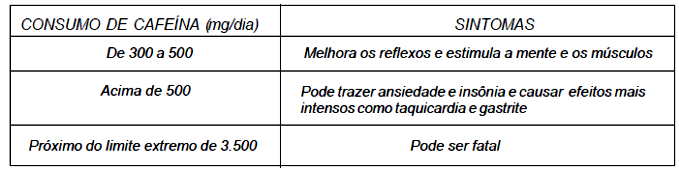 CONSUMO DE CAFEÍNA (mg/dia)
SINTOMAS
De 300 a 500
Melhora os reflexos e estimula a mente e os músculos
Acima de 500
Pode trazer ansiedade e insônia e causar efeitos mais
intensos como taquicardia e gastrite
Próximo do limite extremo de 3.500
Pode ser fatal